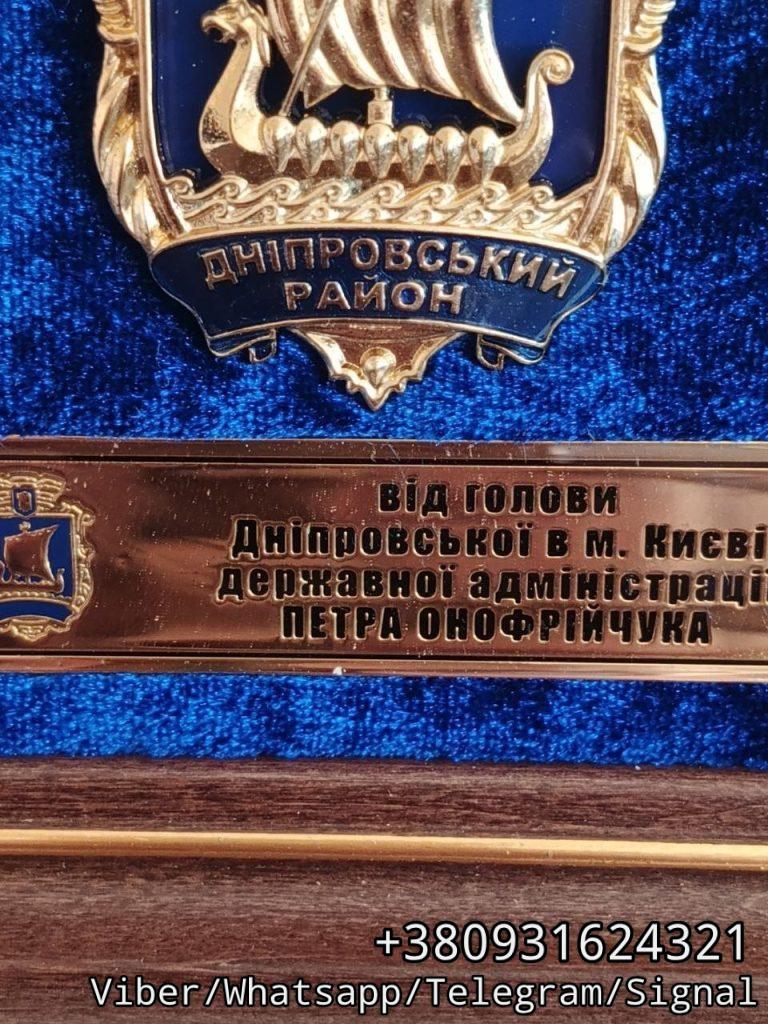 ДНІПРОВСЬКИЙ
РАЙОН
від голови
Дніпровської в м. Києві
державної адміністрації
ПЕТРА ОНОФРІЙЧУКА
+380931624321
Viber/Whatsapp/Telegram/Signal